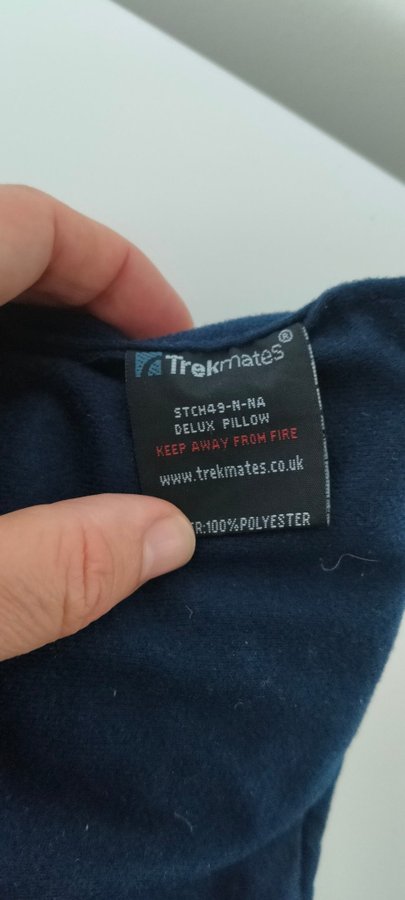 Trekmates®
STCH49-N-NA
DELUX PILLOW
KEEP AWAY FROM FIRE
www.trekmates.co.uk
100%POLYESTER